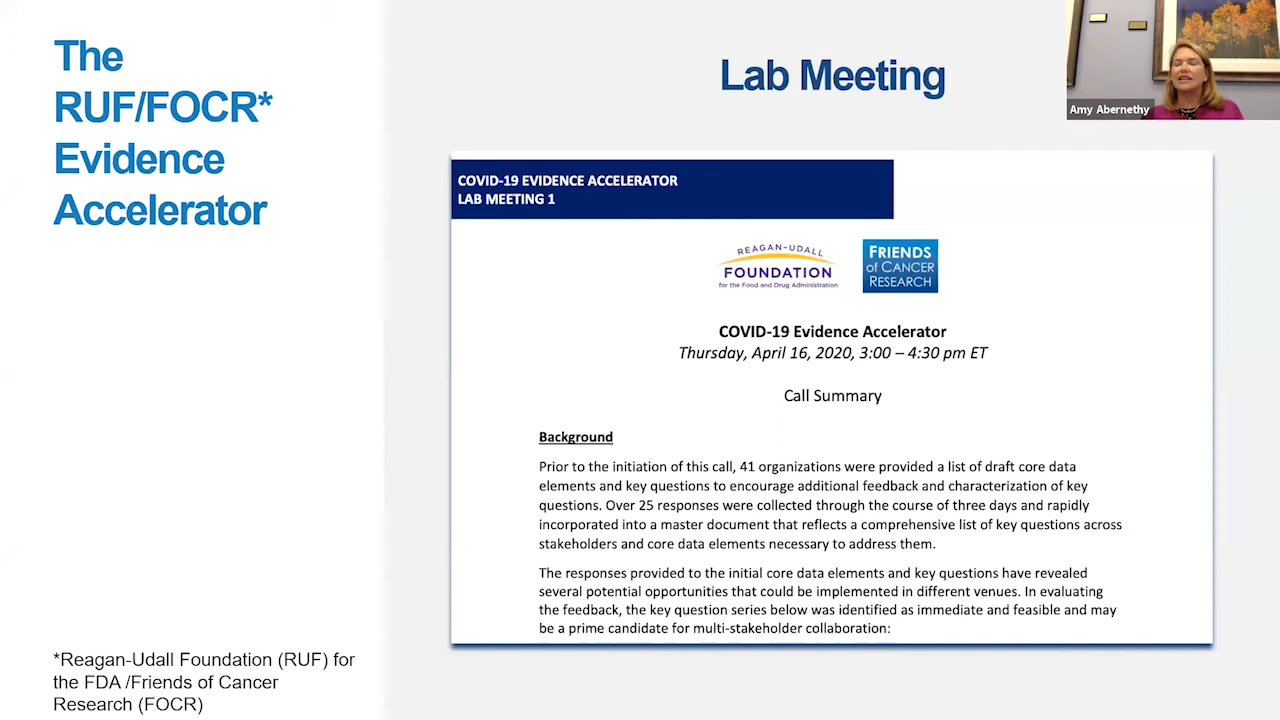 The
RUF/FOCR*
Evidence
Accelerator
*Reagan-Udall Foundation (RUF) for
the FDA /Friends of Cancer
Research (FOCR)
Lab Meeting
Amy Abernethy
COVID-19 EVIDENCE ACCELERATOR
LAB MEETING 1
REAGAN-UDALL
FOUNDATION
for the Food and Drug Administration
FRIENDS
of CANCER
RESEARCH
COVID-19 Evidence Accelerator
Thursday, April 16, 2020, 3:00 – 4:30 pm ET
Call Summary
Background
Prior to the initiation of this call, 41 organizations were provided a list of draft core data
elements and key questions to encourage additional feedback and characterization of key
questions. Over 25 responses were collected through the course of three days and rapidly
incorporated into a master document that reflects a comprehensive list of key questions across
stakeholders and core data elements necessary to address them.
The responses provided to the initial core data elements and key questions have revealed
several potential opportunities that could be implemented in different venues. In evaluating
the feedback, the key question series below was identified as immediate and feasible and may
be a prime candidate for multi-stakeholder collaboration: